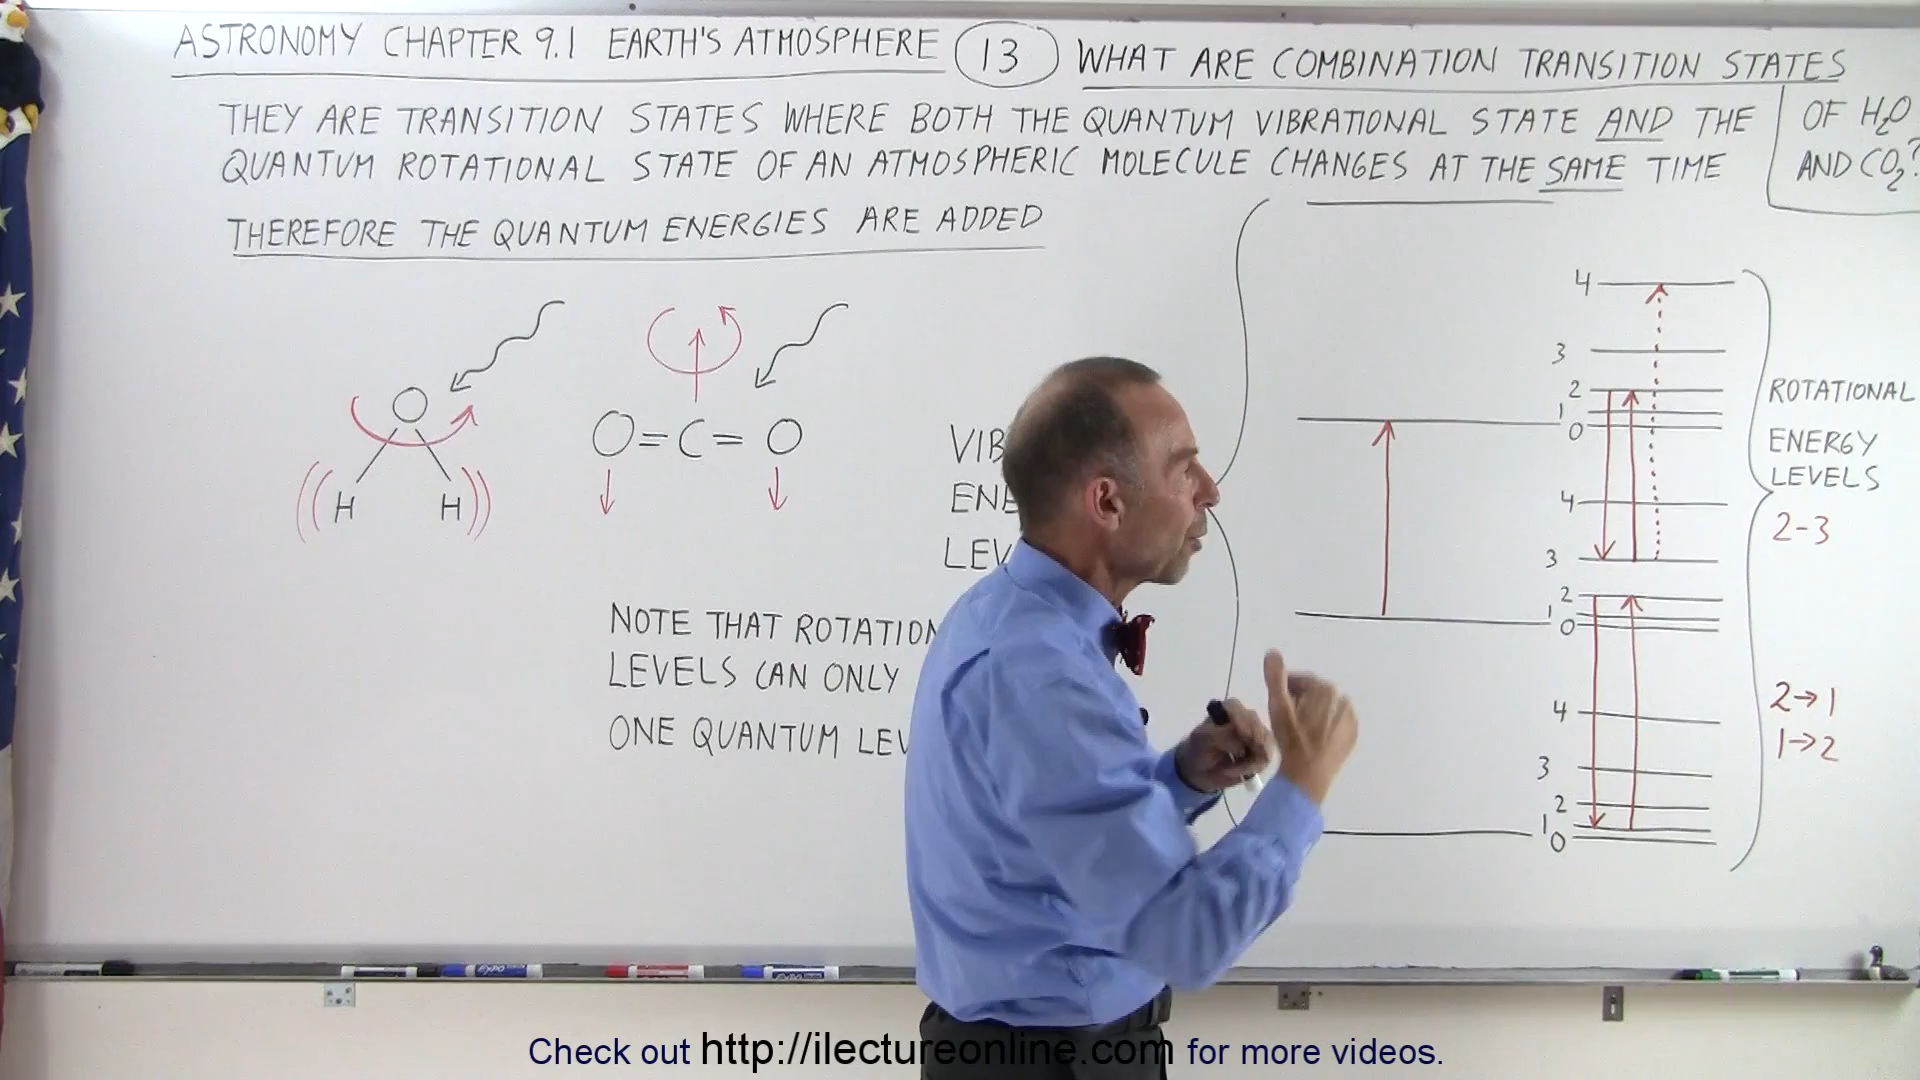 ASTRONOMY CHAPTER 9.1 EARTH'S ATMOSPHERE 13 WHAT ARE COMBINATION TRANSITION STATES
OF H2O
AND CO2?
THEY ARE TRANSITION STATES WHERE BOTH THE QUANTUM VIBRATIONAL STATE AND THE
QUANTUM ROTATIONAL STATE OF AN ATMOSPHERIC MOLECULE CHANGES AT THE SAME TIME
THEREFORE THE QUANTUM ENERGIES ARE ADDED
O
H H
O=C=O
NOTE THAT
LEVELS CAN ONLY
ONE QUANTUM
4
3
2
1
0
4
3
2
1
0
4
3
2
1
0
ROTATIONAL
ENERGY
LEVELS
2-3
2→1
1→2
Check out http://ilectureonline.com for more videos.